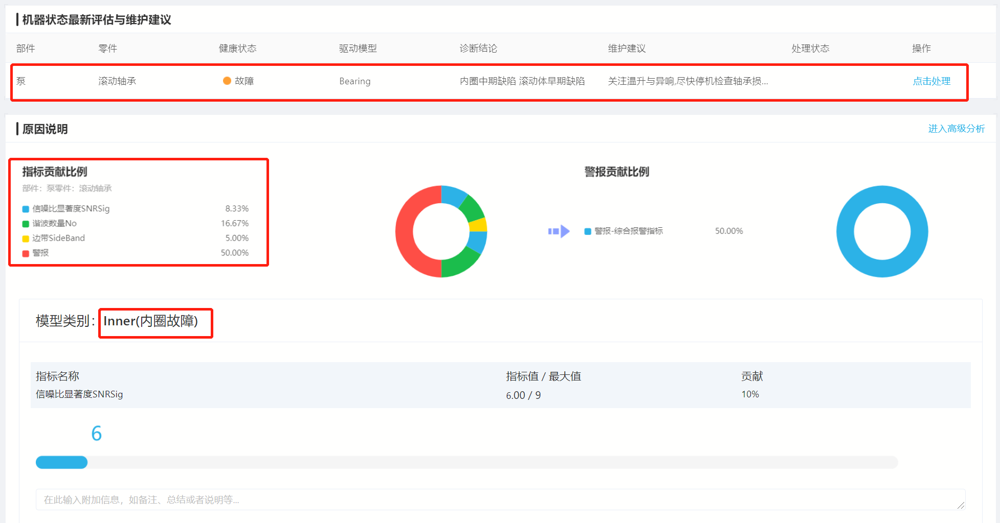 机器状态最新评估与维护建议
部件 零件 健康状态 驱动模型 诊断结论 维护建议 处理状态 操作
泵 滚动轴承 故障 Bearing 内圈中期缺陷 滚动体早期缺陷 关注温升与异响,尽快停机检查轴承损... 点击处理
原因说明 进入高级分析
指标贡献比例 警报贡献比例
部件：泵零件：滚动轴承
信噪比显著度SNRSig 8.33%
谐波数量No 16.67%
警报-综合报警指标 50.00%
边带SideBand 5.00%
警报 50.00%
模型类别：Inner(内圈故障)
指标名称 指标值 / 最大值 贡献
信噪比显著度SNRSig 6.00 / 9 10%
6
在此输入附加信息，如备注、总结或者说明等...